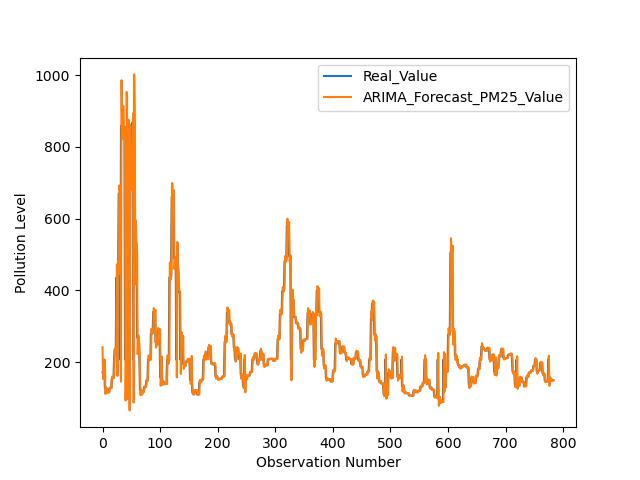 Real_Value
ARIMA_Forecast_PM25_Value
1000
800
600
400
200
Pollution Level
0 100 200 300 400 500 600 700 800
Observation Number